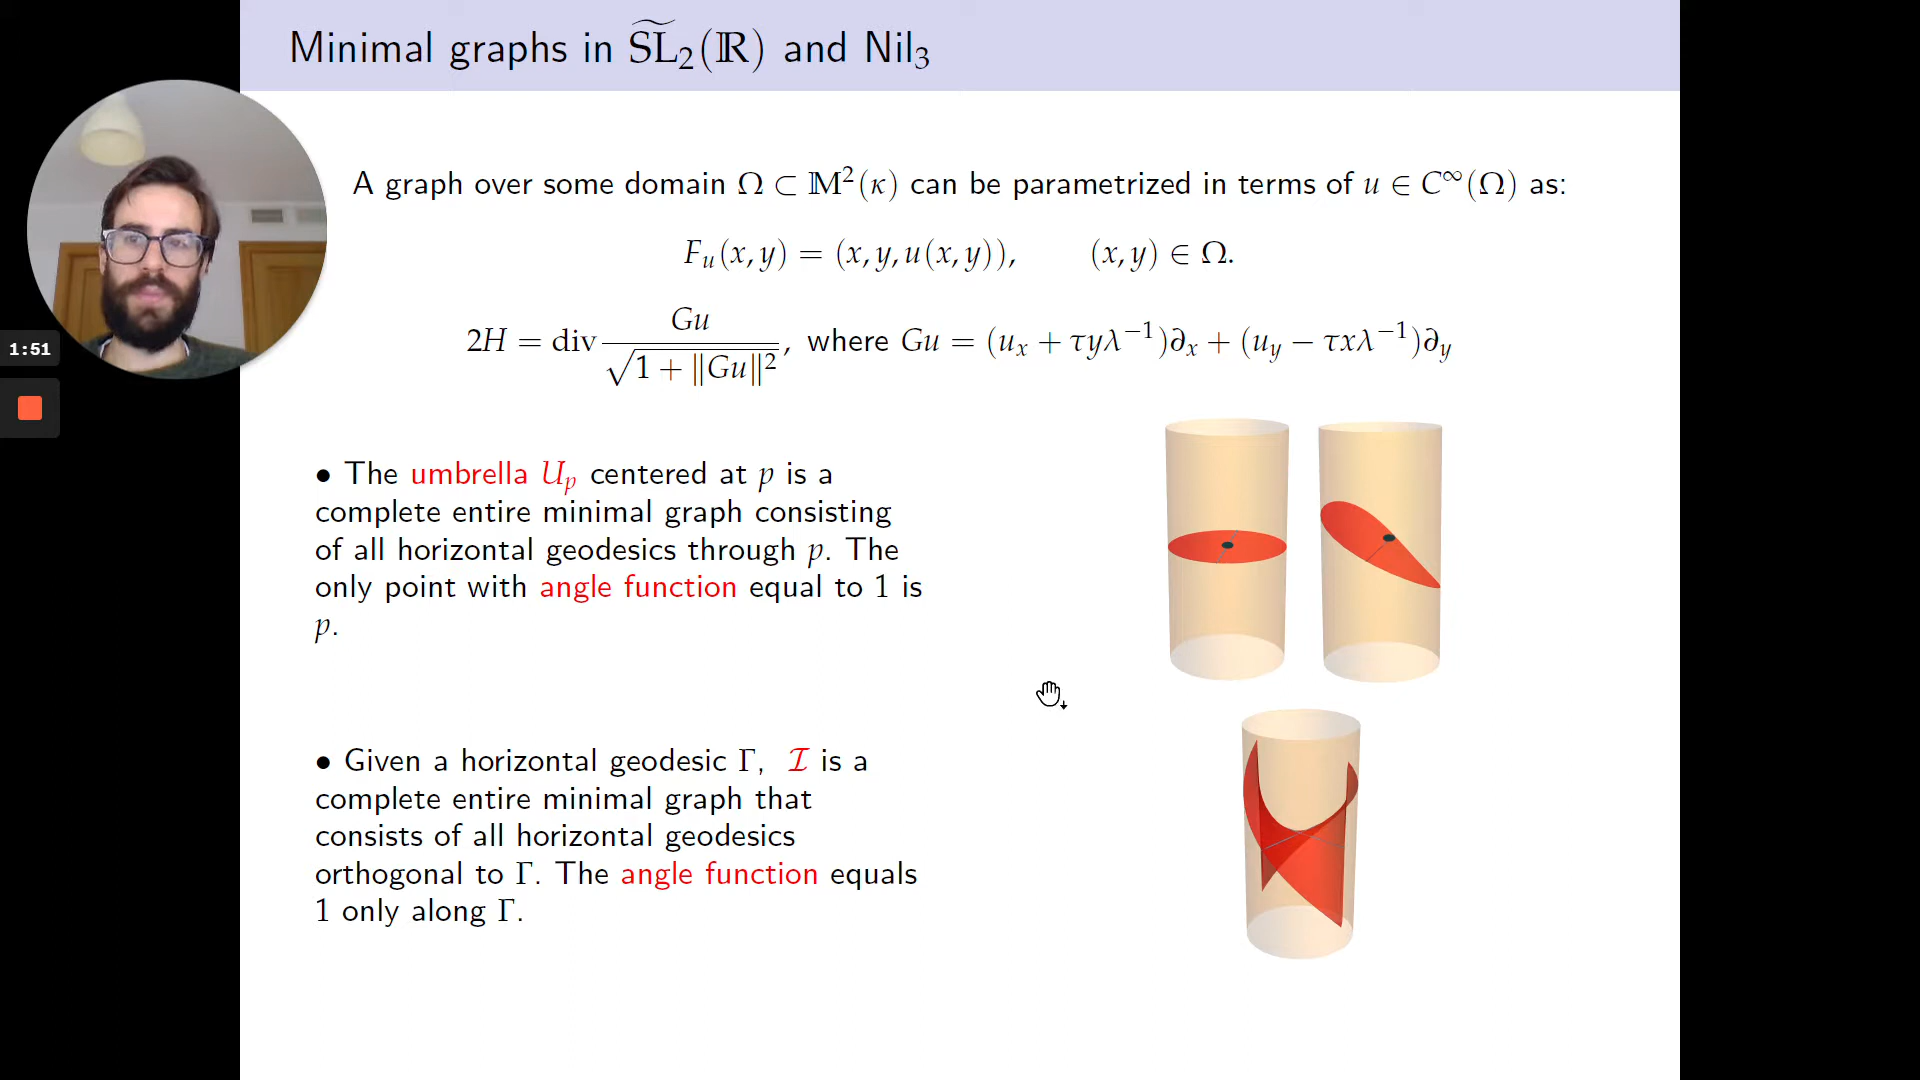 Minimal graphs in S͠L₂(ℝ) and Nil₃
A graph over some domain Ω ⊂ 𝕄²(κ) can be parametrized in terms of u ∈ C^∞(Ω) as:
F_u(x, y) = (x, y, u(x, y)), (x, y) ∈ Ω.
2H = div Gu / √(1 + ‖Gu‖²), where Gu = (u_x + τyλ⁻¹)∂_x + (u_y − τxλ⁻¹)∂_y
1:51
• The umbrella U_p centered at p is a
complete entire minimal graph consisting
of all horizontal geodesics through p. The
only point with angle function equal to 1 is
p.
• Given a horizontal geodesic Γ, ℐ is a
complete entire minimal graph that
consists of all horizontal geodesics
orthogonal to Γ. The angle function equals
1 only along Γ.